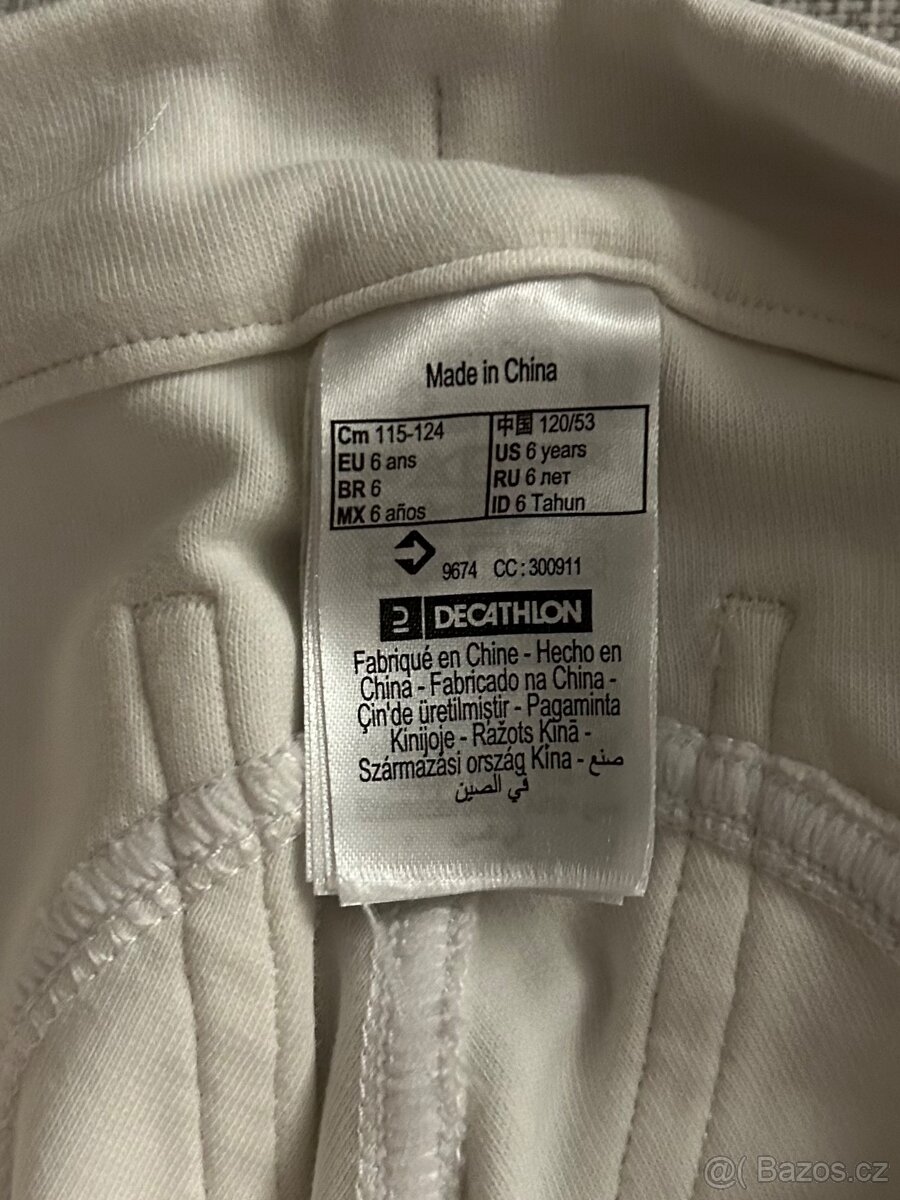 Made in China
Cm 115-124
EU 6 ans
BR 6
MX 6 años
中国 120/53
US 6 years
RU 6 лет
ID 6 Tahun
9674 CC : 300911
DECATHLON
Fabriqué en Chine - Hecho en
China - Fabricado na China -
Çin'de üretilmiştir - Pagaminta
Kinijoje - Ražots Ķīnā -
Származási ország Kína - صنع
في الصين
@( Bazos.cz